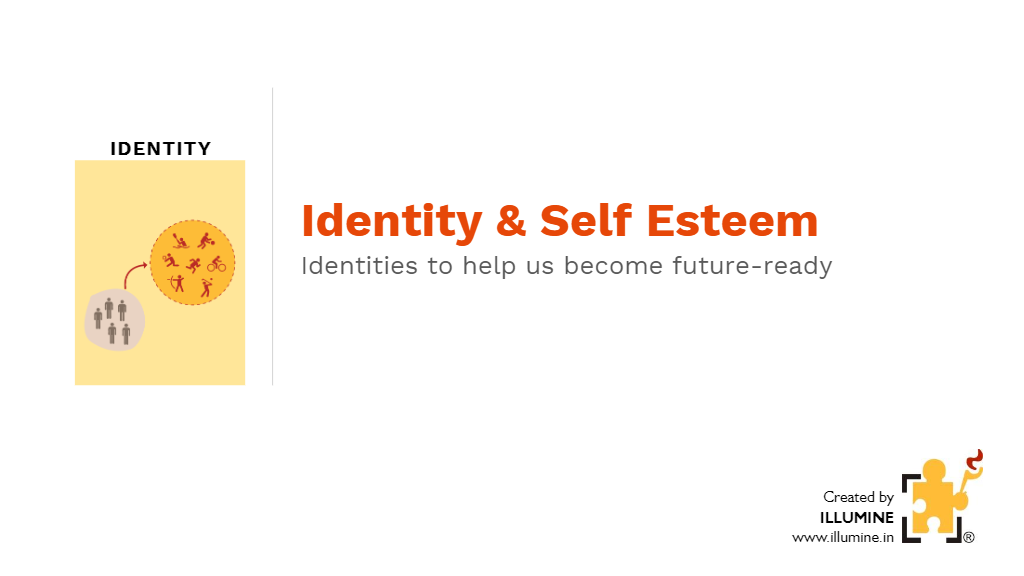 IDENTITY
Identity & Self Esteem
Identities to help us become future-ready
Created by
ILLUMINE
www.illumine.in
®